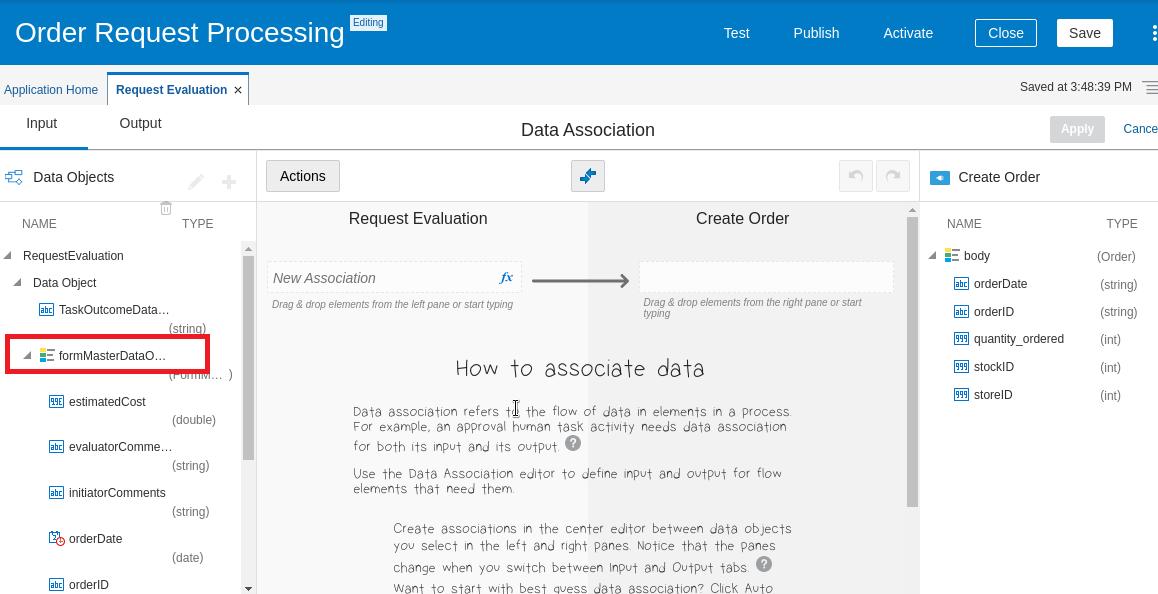 Order Request Processing Editing
Test Publish Activate Close Save
Application Home Request Evaluation × Saved at 3:48:39 PM
Input Output Data Association Apply Cance
Data Objects
NAME TYPE
RequestEvaluation
Data Object
TaskOutcomeData…
(string)
formMasterDataO…
(FormM… )
estimatedCost
(double)
evaluatorComme…
(string)
initiatorComments
(string)
orderDate
(date)
orderID
Actions
Request Evaluation Create Order
New Association fx
Drag & drop elements from the left pane or start typing
Drag & drop elements from the right pane or start
typing
How to associate data
Data association refers to the flow of data in elements in a process.
For example, an approval human task activity needs data association
for both its input and its output. ?
Use the Data Association editor to define input and output for flow
elements that need them.
Create associations in the center editor between data objects
you select in the left and right panes. Notice that the panes
change when you switch between Input and Output tabs. ?
Want to start with best guess data association? Click Auto
Create Order
NAME TYPE
body (Order)
orderDate (string)
orderID (string)
quantity_ordered (int)
stockID (int)
storeID (int)